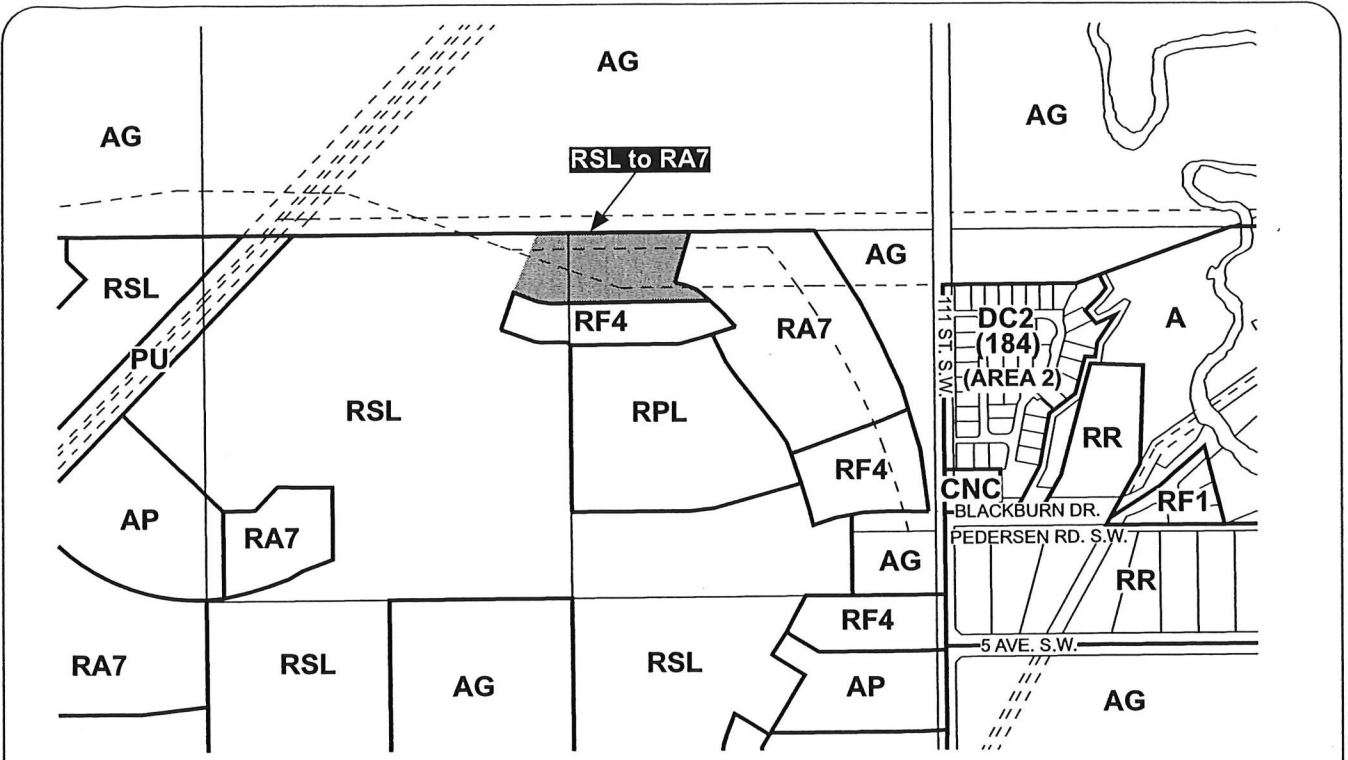 AG
AG
AG
RSL to RA7
RSL
AG
RF4
RA7
DC2
(184)
(AREA 2)
A
111 ST. S.W.
PU
RSL
RPL
RR
RF4
CNC
RF1
BLACKBURN DR.
AP
RA7
PEDERSEN RD. S.W.
AG
RR
RF4
5 AVE. S.W.
RA7
RSL
AG
RSL
AP
AG